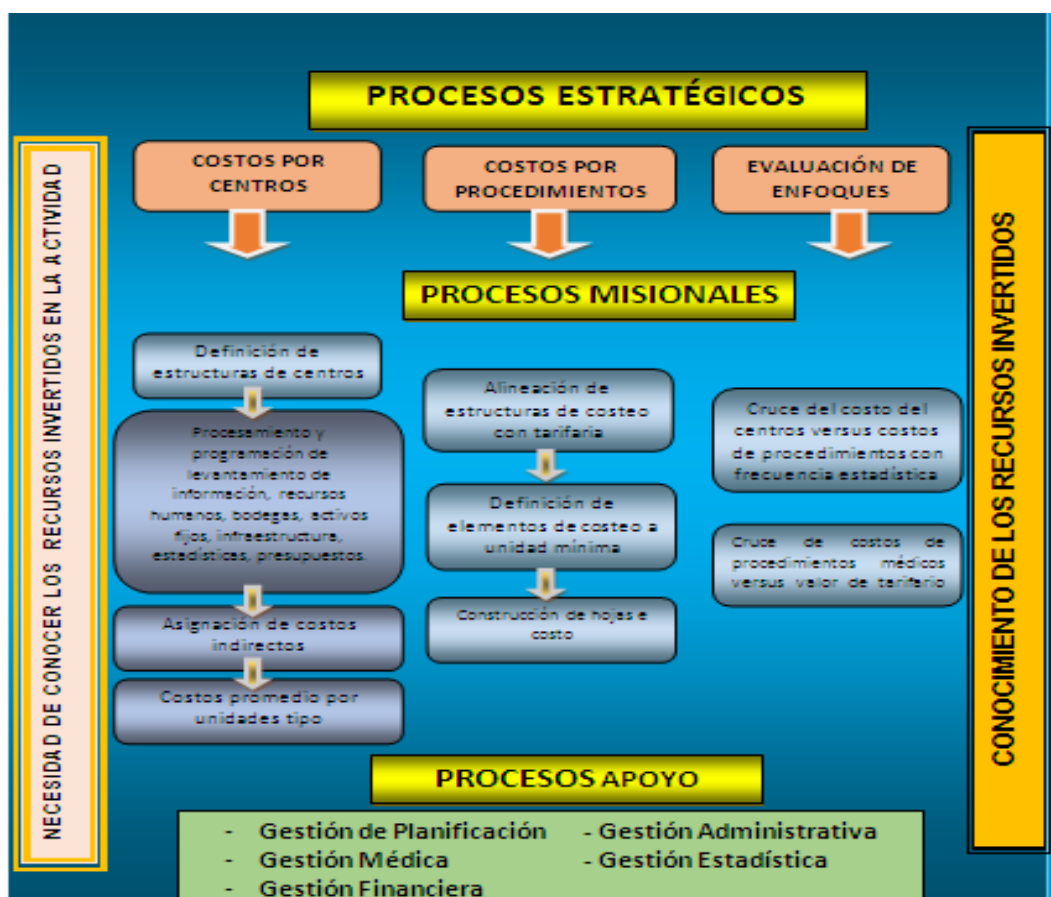 PROCESOS ESTRATÉGICOS
NECESIDAD DE CONOCER LOS RECURSOS INVERTIDOS EN LA ACTIVIDAD
COSTOS POR
CENTROS
COSTOS POR
PROCEDIMIENTOS
EVALUACIÓN DE
ENFOQUES
PROCESOS MISIONALES
Definición de
estructuras de centros
Procesamiento y
programación de
levantamiento de
información, recursos
humanos, bodegas, activos
fijos, infraestructura,
estadísticas, presupuestos.
Asignación de costos
indirectos
Costos promedio por
unidades tipo
Alineación de
estructuras de costeo
con tarifaria
Definición de
elementos de costeo a
unidad mínima
Construcción de hojas e
costo
Cruce del costo del
centros versus costos
de procedimientos con
frecuencia estadística
Cruce de costos de
procedimientos médicos
versus valor de tarifario
CONOCIMIENTO DE LOS RECURSOS INVERTIDOS
PROCESOS APOYO
- Gestión de Planificación - Gestión Administrativa
- Gestión Médica - Gestión Estadística
- Gestión Financiera